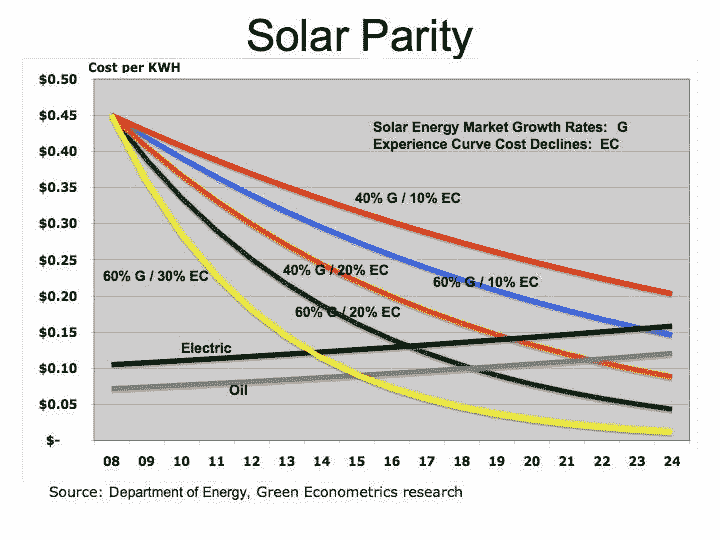 Solar Parity
Cost per KWH
$0.50
$0.45
$0.40
$0.35
$0.30
$0.25
$0.20
$0.15
$0.10
$0.05
$-
Solar Energy Market Growth Rates: G
Experience Curve Cost Declines: EC
40% G / 10% EC
60% G / 30% EC
40% G / 20% EC
60% G / 10% EC
60% G / 20% EC
Electric
Oil
08 09 10 11 12 13 14 15 16 17 18 19 20 21 22 23 24
Source: Department of Energy, Green Econometrics research